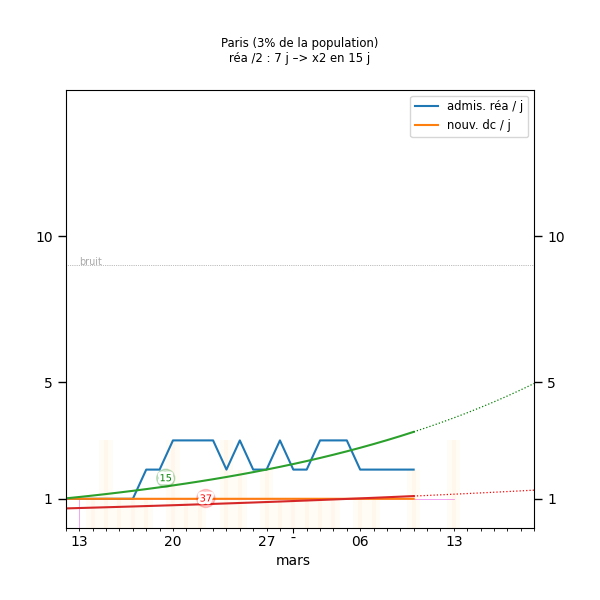 Paris (3% de la population)
réa /2 : 7 j –> x2 en 15 j
admis. réa / j
nouv. dc / j
10
10
bruit
5
5
15
37
1
1
13
20
27
-
06
13
mars